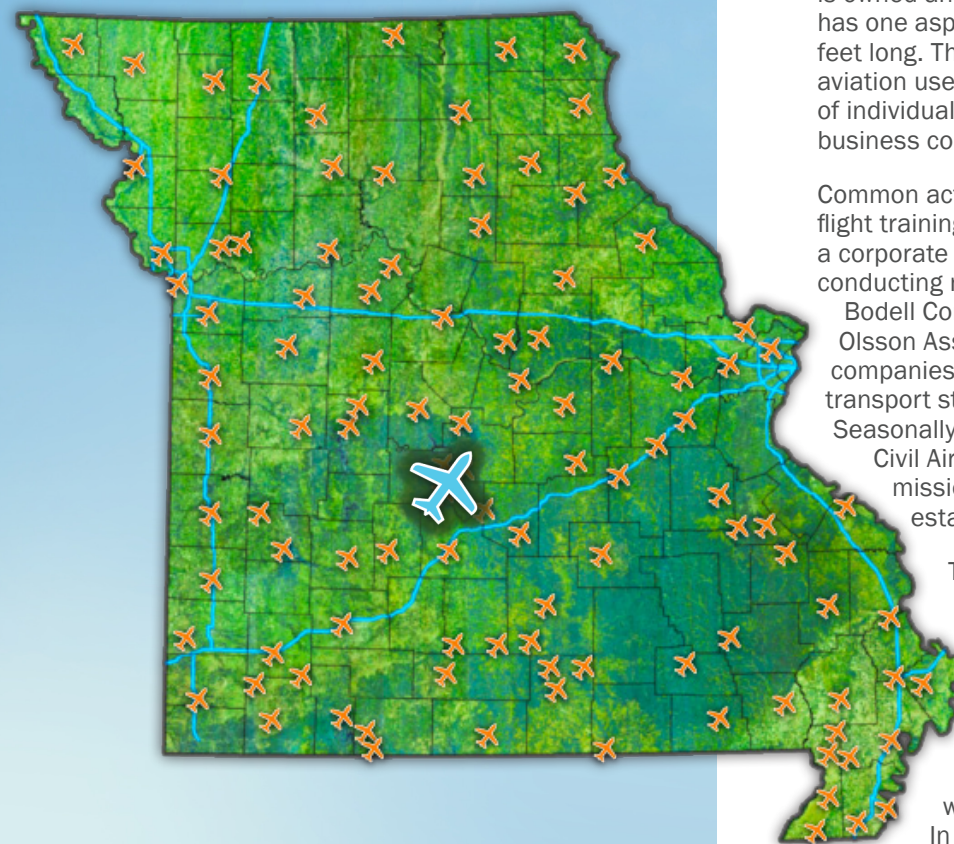 is owned an
has one asp
feet long. Th
aviation use
of individual
business co
Common act
flight training
a corporate
conducting r
Bodell Co
Olsson Ass
companies
transport st
Seasonally
Civil Air
missi
esta
T
w
In